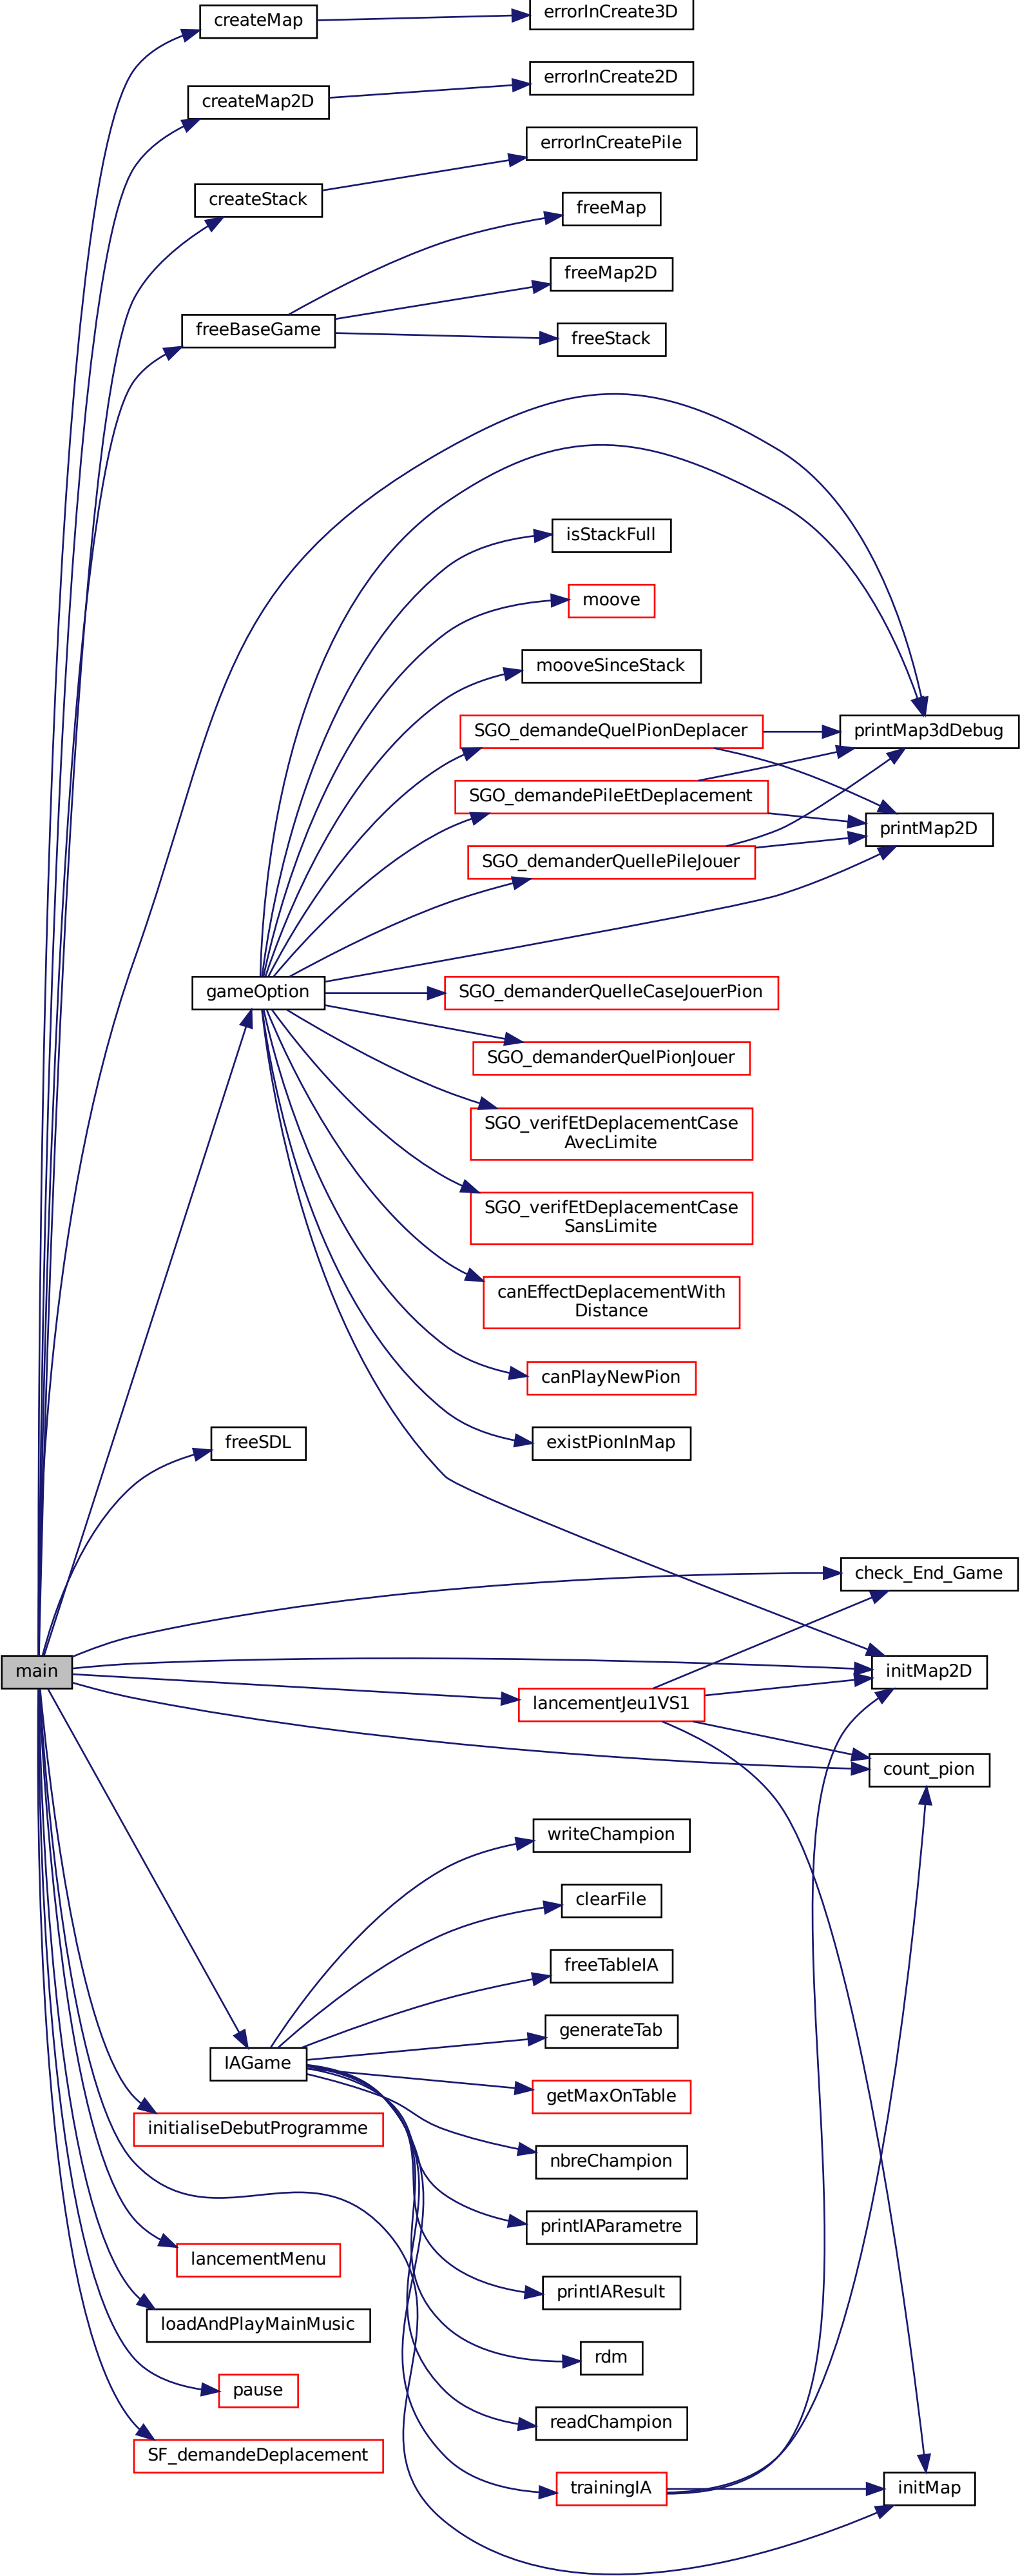 createMap
errorInCreate3D
createMap2D
errorInCreate2D
errorInCreatePile
createStack
freeMap
freeMap2D
freeBaseGame
freeStack
isStackFull
moove
mooveSinceStack
SGO_demandeQuelPionDeplacer
printMap3dDebug
SGO_demandePileEtDeplacement
printMap2D
SGO_demanderQuellePileJouer
gameOption
SGO_demanderQuelleCaseJouerPion
SGO_demanderQuelPionJouer
SGO_verifEtDeplacementCase
AvecLimite
SGO_verifEtDeplacementCase
SansLimite
canEffectDeplacementWith
Distance
canPlayNewPion
freeSDL
existPionInMap
check_End_Game
main
initMap2D
lancementJeu1VS1
count_pion
writeChampion
clearFile
freeTableIA
generateTab
IAGame
getMaxOnTable
initialiseDebutProgramme
nbreChampion
printIAParametre
lancementMenu
printIAResult
loadAndPlayMainMusic
rdm
pause
readChampion
SF_demandeDeplacement
trainingIA
initMap